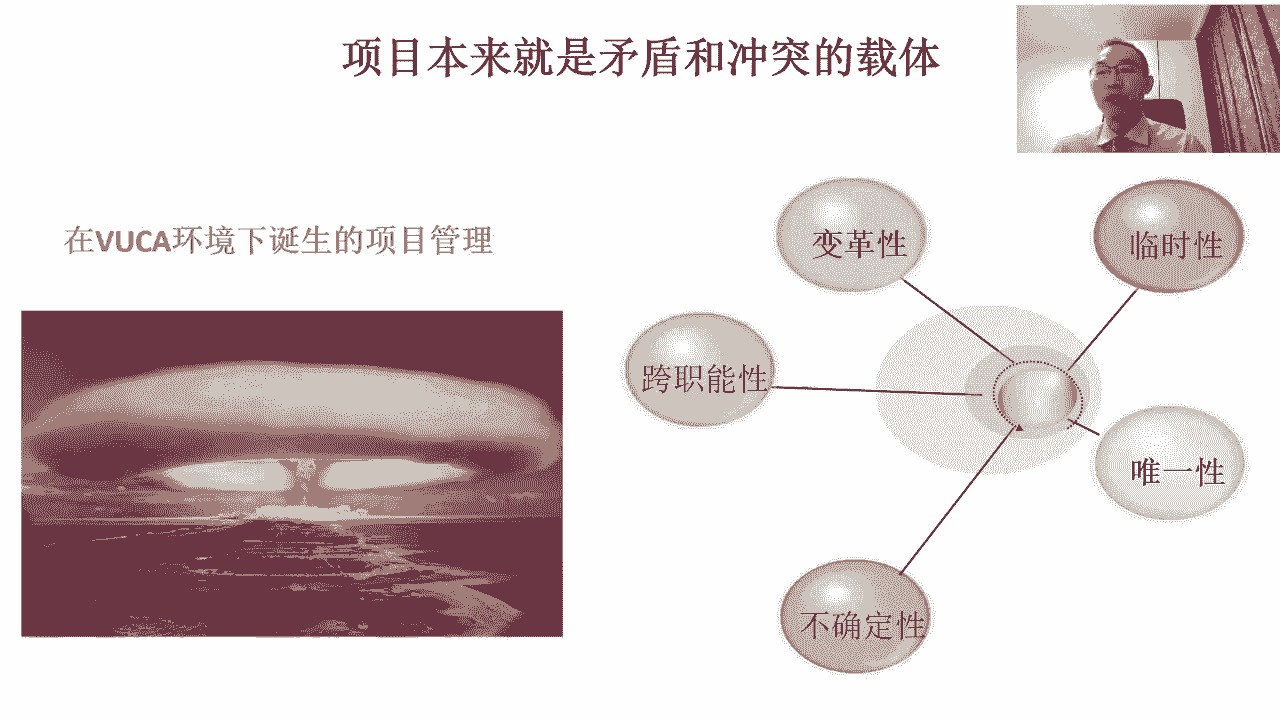 项目本来就是矛盾和冲突的载体
在VUCA环境下诞生的项目管理
变革性
临时性
跨职能性
唯一性
不确定性